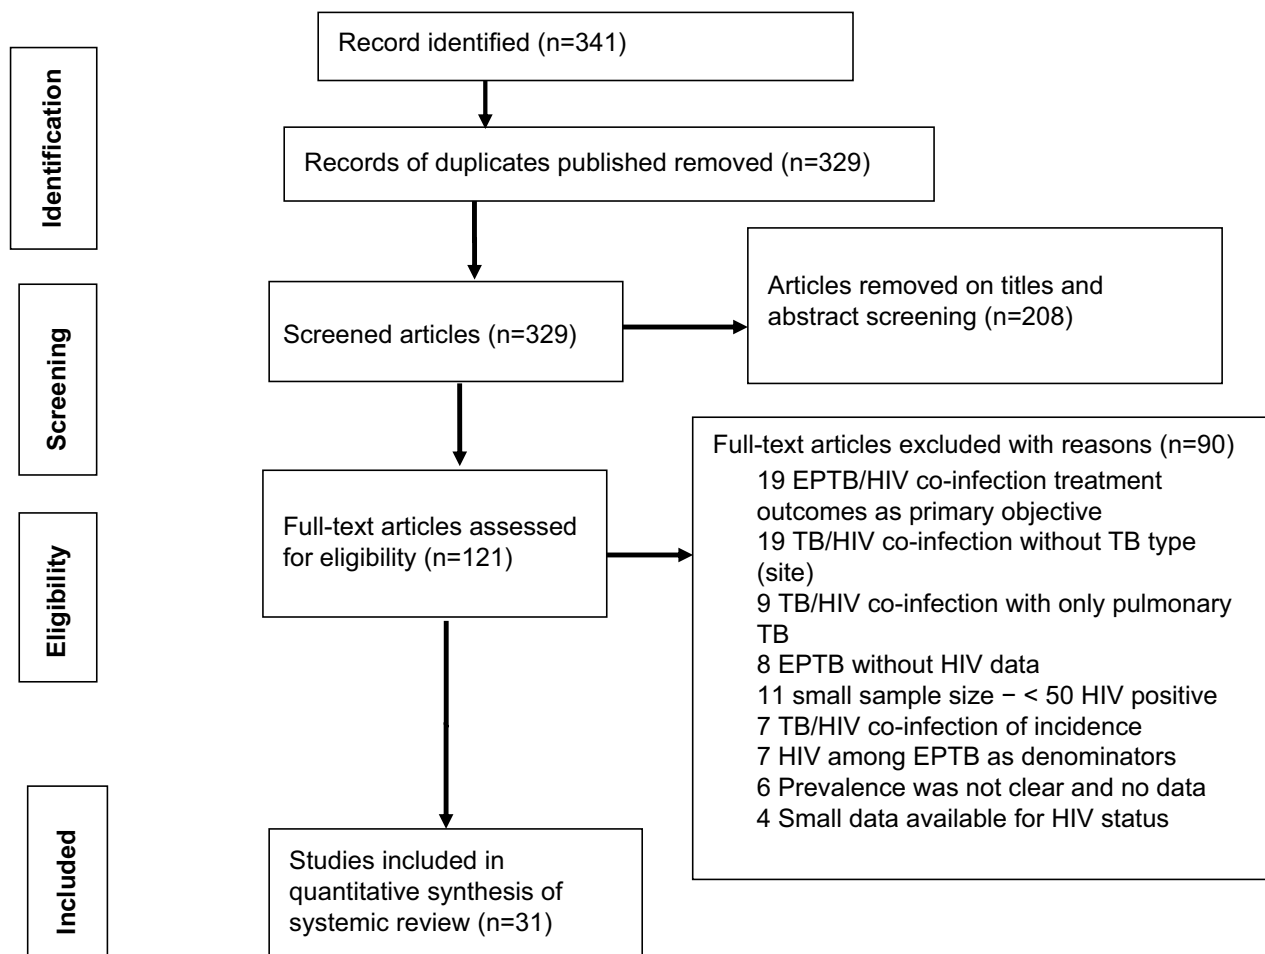 Identification
Record identified (n=341)
Records of duplicates published removed (n=329)
Screening
Screened articles (n=329)
Articles removed on titles and
abstract screening (n=208)
Eligibility
Full-text articles assessed
for eligibility (n=121)
Full-text articles excluded with reasons (n=90)
19 EPTB/HIV co-infection treatment
outcomes as primary objective
19 TB/HIV co-infection without TB type
(site)
9 TB/HIV co-infection with only pulmonary
TB
8 EPTB without HIV data
11 small sample size − < 50 HIV positive
7 TB/HIV co-infection of incidence
7 HIV among EPTB as denominators
6 Prevalence was not clear and no data
4 Small data available for HIV status
Included
Studies included in
quantitative synthesis of
systemic review (n=31)